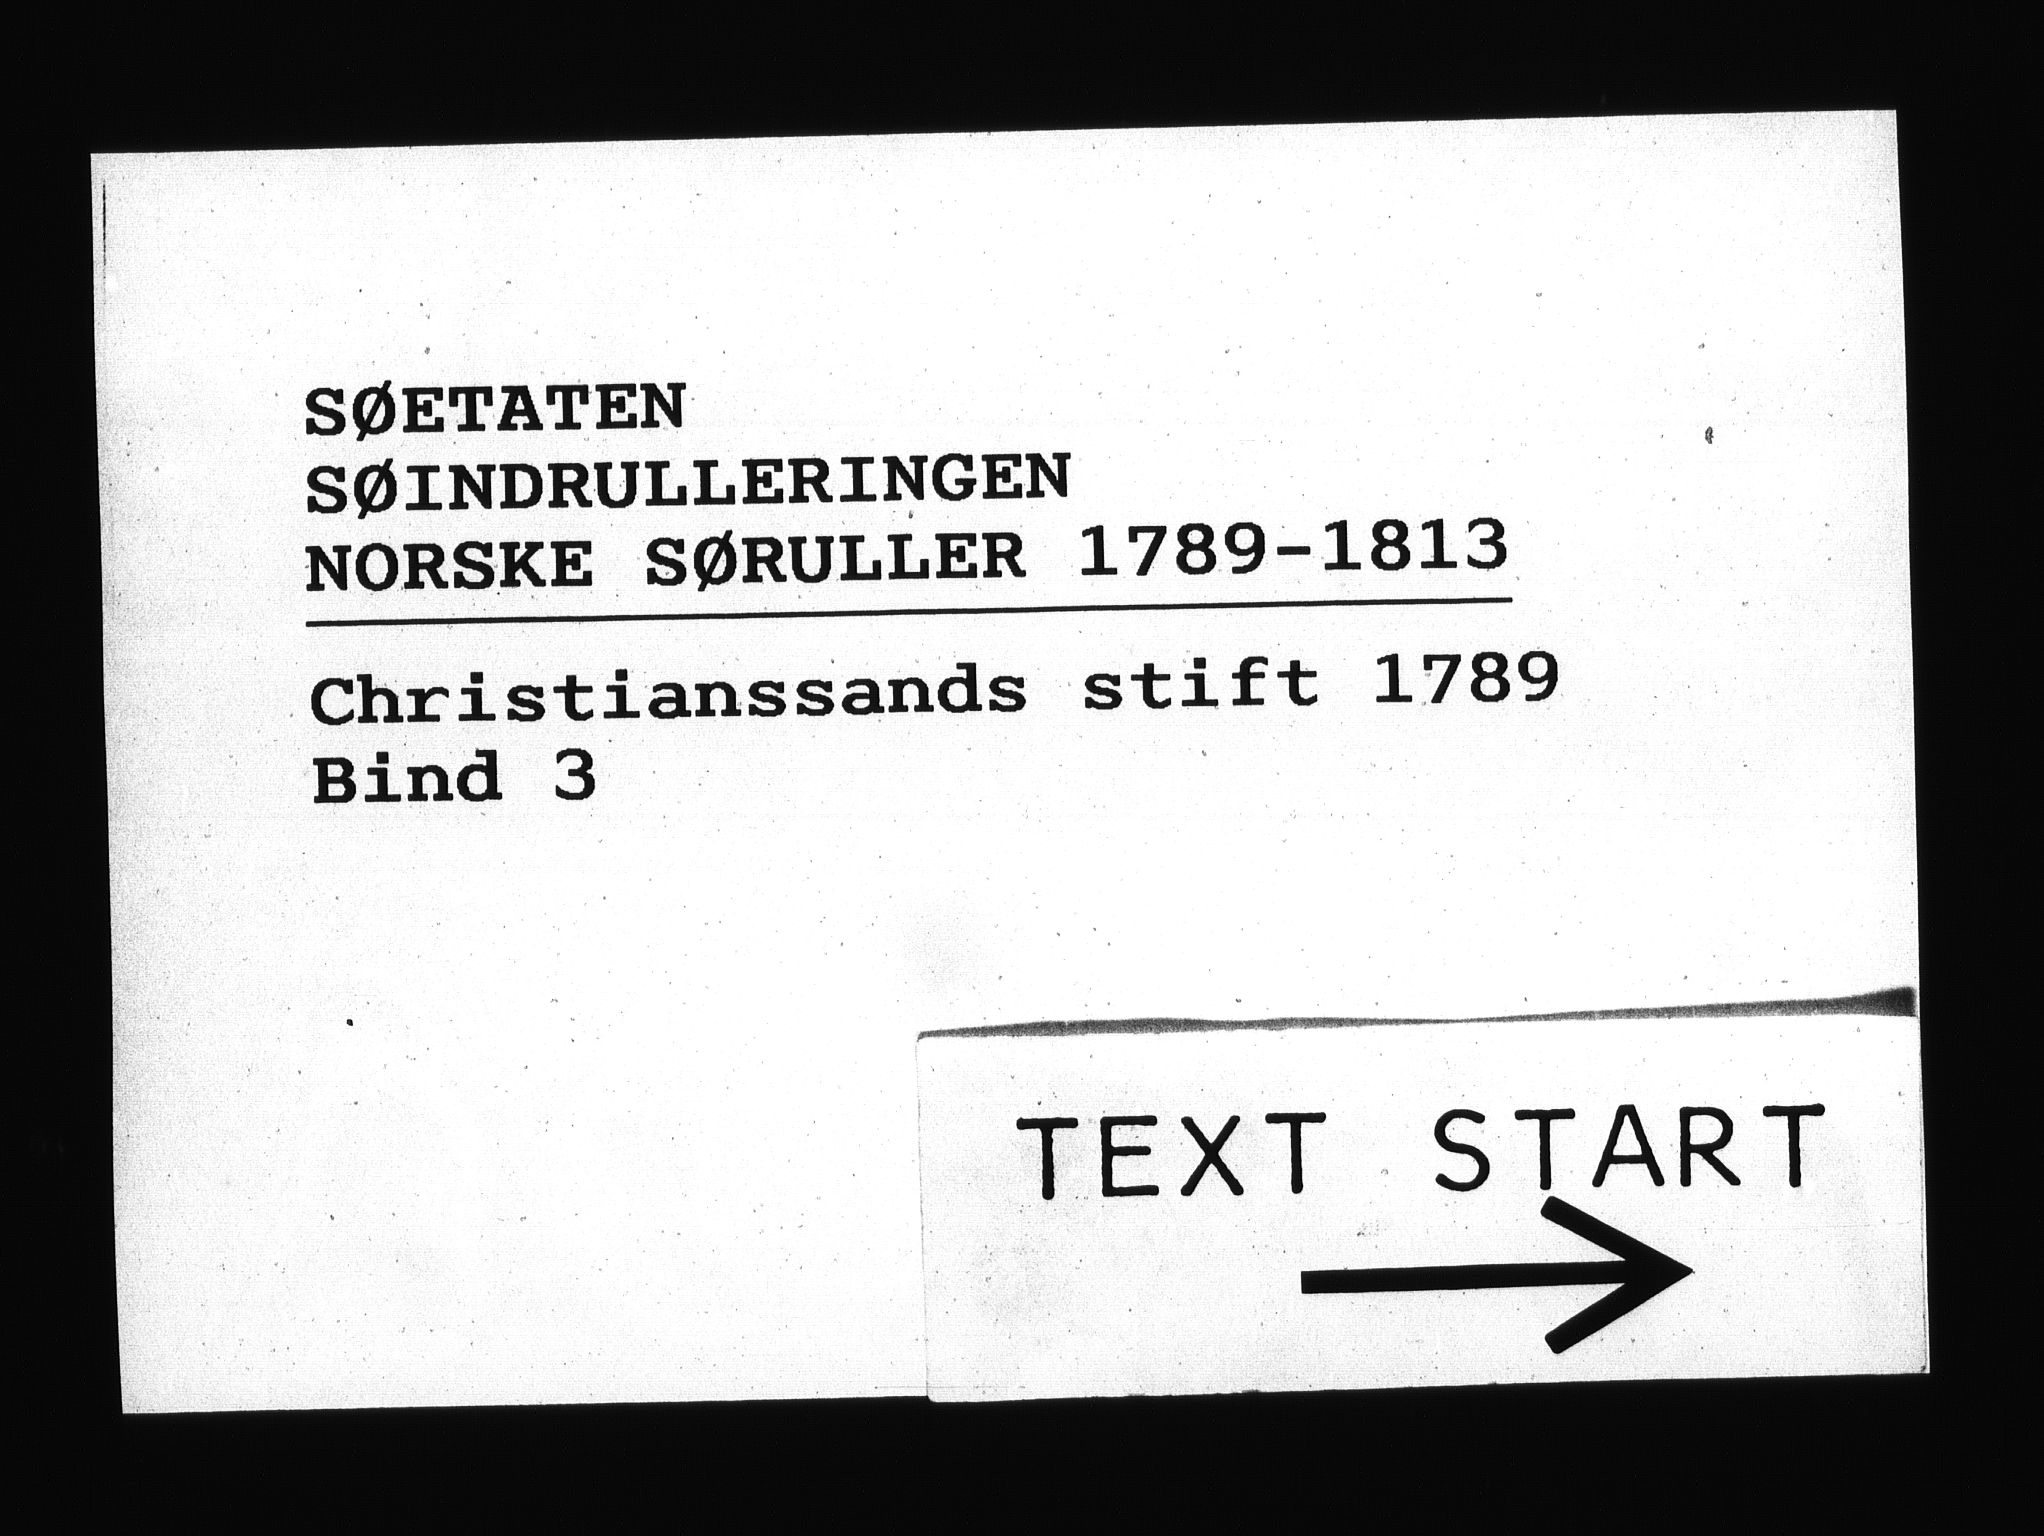 SØETATEN
SØINDRULLERINGEN
NORSKE SØRULLER 1789-1813
Christianssands stift 1789
Bind 3
TEXT START